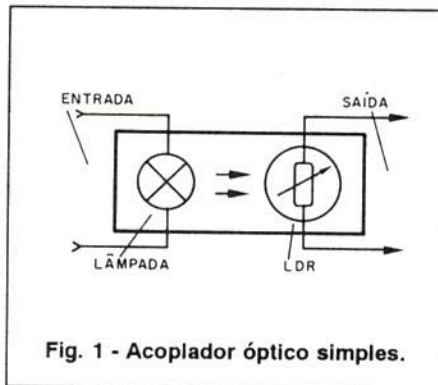 ENTRADA
SAÍDA
LÂMPADA
LDR
Fig. 1 - Acoplador óptico simples.